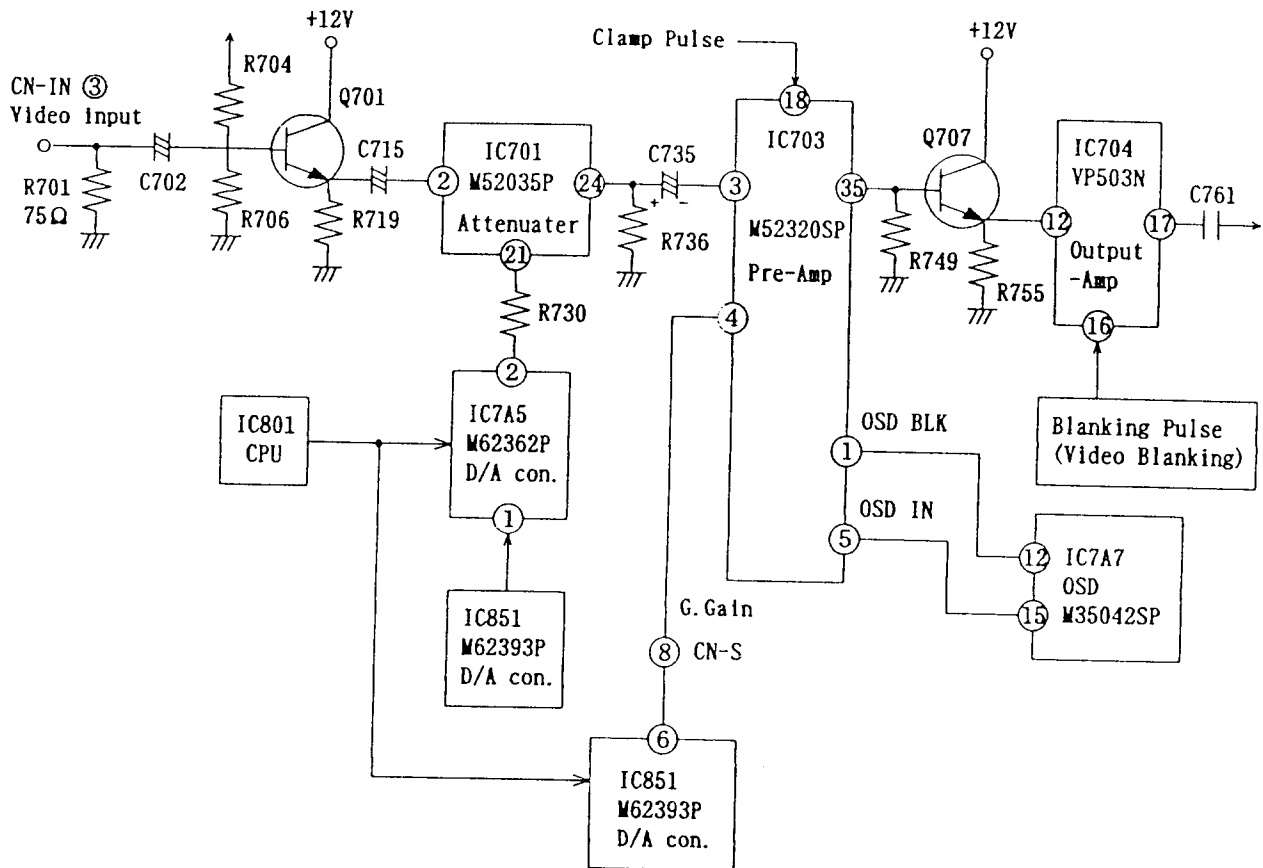 +12V
R704
CN-IN ③
Video input
Q701
C702
R701
75Ω
R706
R719
C715
②
IC701
M52035P
Attenuater
㉔
㉑
R730
C735
+
−
R736
Clamp Pulse
⑱
IC703
③
㉟
M52320SP
Pre-Amp
④
+12V
Q707
R749
R755
IC704
VP503N
⑫
⑰
Output
-Amp
⑯
C761
Blanking Pulse
(Video Blanking)
IC801
CPU
②
IC7A5
M62362P
D/A con.
①
IC851
M62393P
D/A con.
OSD BLK
①
OSD IN
⑤
⑫
IC7A7
OSD
⑮
M35042SP
G.Gain
⑧
CN-S
⑥
IC851
M62393P
D/A con.